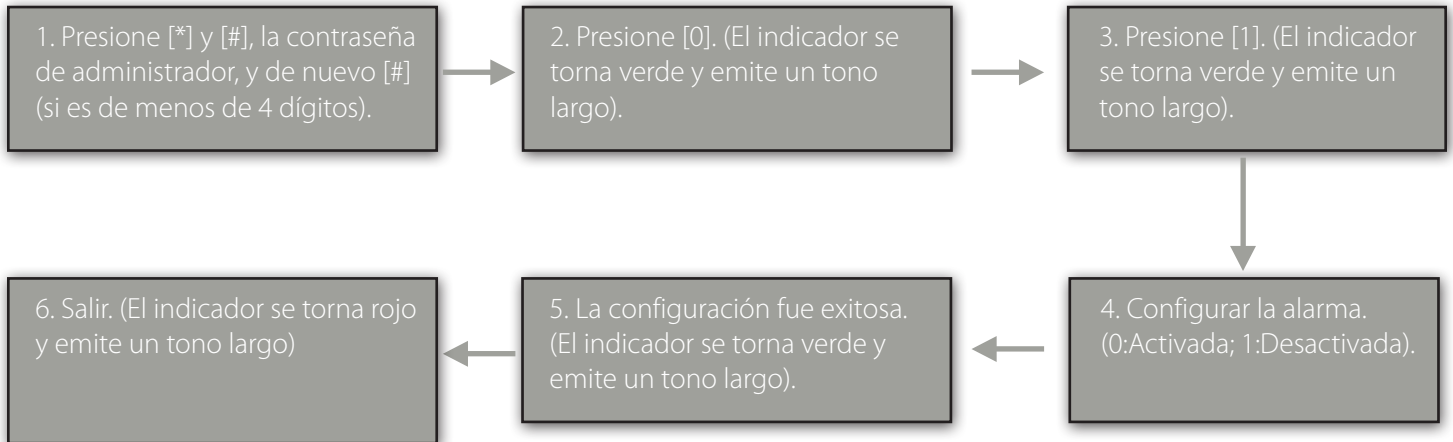 1. Presione [*] y [#], la contraseña
de administrador, y de nuevo [#]
(si es de menos de 4 dígitos).
2. Presione [0]. (El indicador se
torna verde y emite un tono
largo).
3. Presione [1]. (El indicador
se torna verde y emite un
tono largo).
4. Configurar la alarma.
(0:Activada; 1:Desactivada).
5. La configuración fue exitosa.
(El indicador se torna verde y
emite un tono largo).
6. Salir. (El indicador se torna rojo
y emite un tono largo)